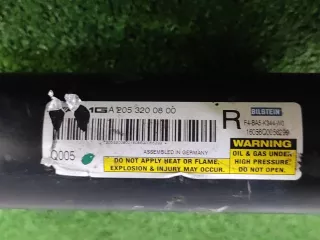 A 205 320 08 00
BILSTEIN
R
Q005
ASSEMBLED IN GERMANY
WARNING
DO NOT APPLY HEAT OR FLAME.
EXPLOSION & INJURY MAY OCCUR.
OIL & GAS UNDER
HIGH PRESSURE.
DO NOT OPEN.